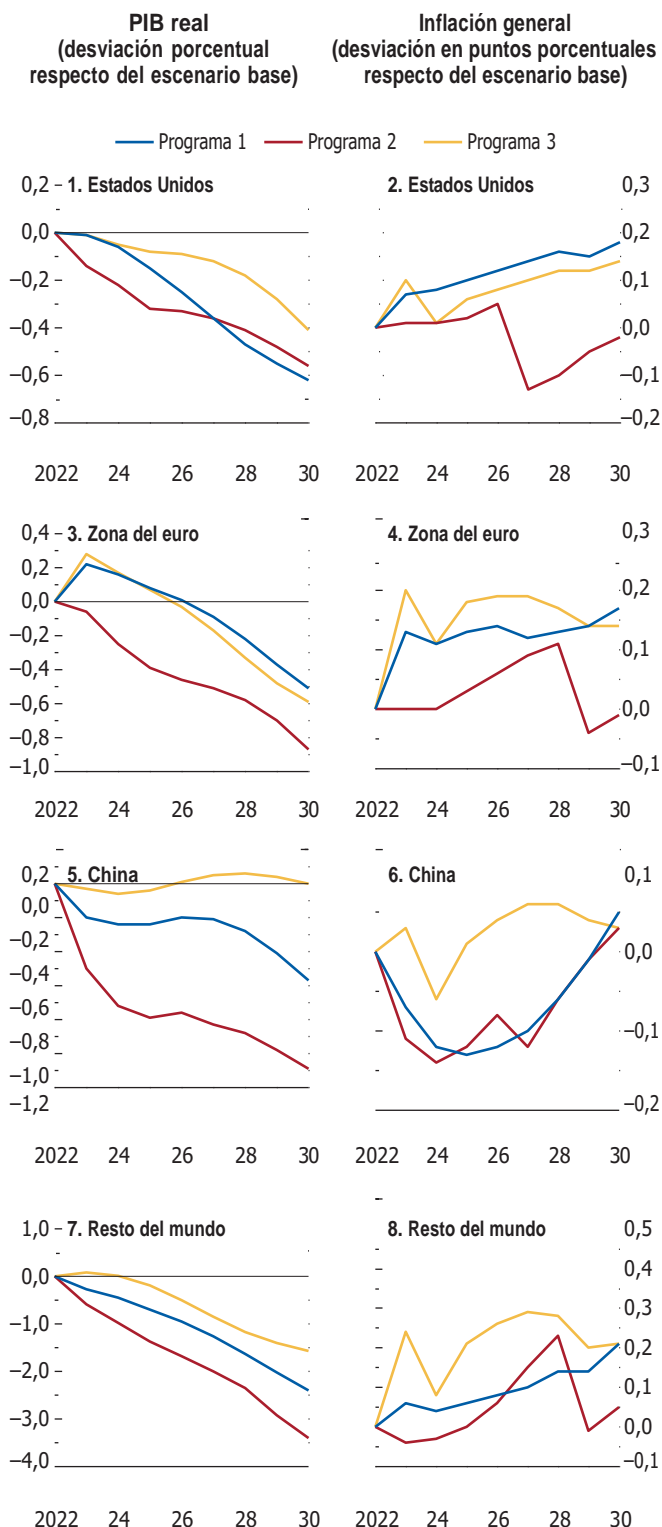 PIB real
(desviación porcentual
respecto del escenario base)
Inflación general
(desviación en puntos porcentuales
respecto del escenario base)
Programa 1
Programa 2
Programa 3
1. Estados Unidos
0,2
0,0
−0,2
−0,4
−0,6
−0,8
2022 24 26 28 30
2. Estados Unidos
0,3
0,2
0,1
0,0
−0,1
−0,2
2022 24 26 28 30
3. Zona del euro
0,4
0,2
0,0
−0,2
−0,4
−0,6
−0,8
−1,0
2022 24 26 28 30
4. Zona del euro
0,3
0,2
0,1
0,0
−0,1
2022 24 26 28 30
5. China
0,2
0,0
−0,2
−0,4
−0,6
−0,8
−1,0
−1,2
2022 24 26 28 30
6. China
0,1
0,0
−0,1
−0,2
2022 24 26 28 30
7. Resto del mundo
1,0
0,0
−1,0
−2,0
−3,0
−4,0
2022 24 26 28 30
8. Resto del mundo
0,5
0,4
0,3
0,2
0,1
0,0
−0,1
2022 24 26 28 30